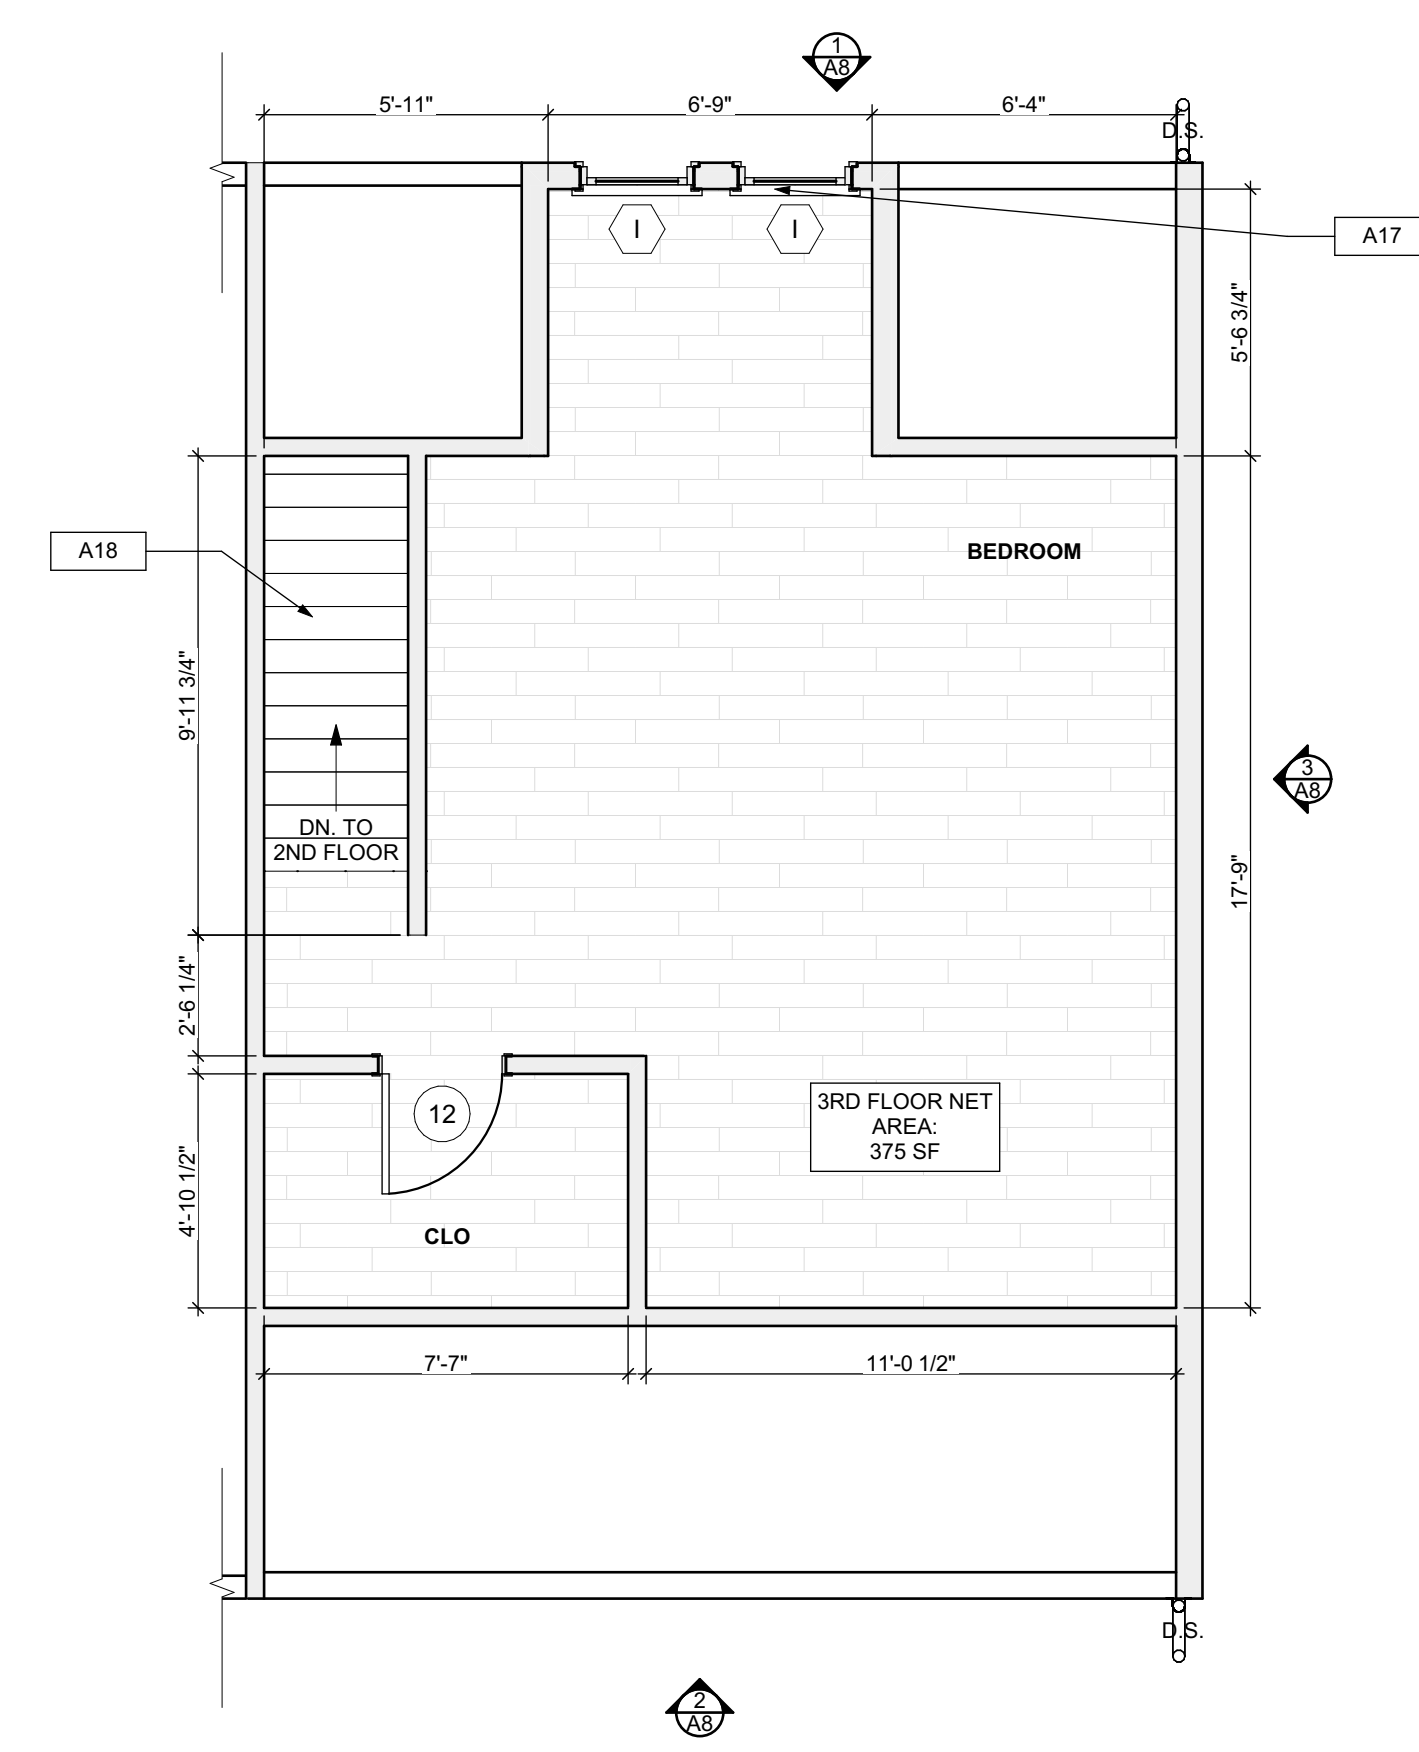 1
A8
5'-11"
6'-9"
6'-4"
D.S.
I
I
A17
5'-6 3/4"
BEDROOM
A18
9'-11 3/4"
3
A8
DN. TO
2ND FLOOR
17'-9"
2'-6 1/4"
12
3RD FLOOR NET
AREA:
375 SF
4'-10 1/2"
CLO
7'-7"
11'-0 1/2"
D.S.
2
A8